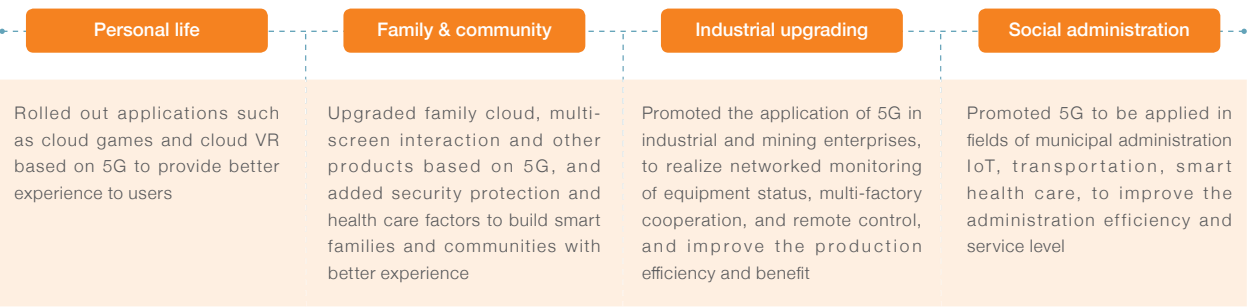 Personal life
Rolled out applications such
as cloud games and cloud VR
based on 5G to provide better
experience to users
Family & community
Upgraded family cloud, multi-
screen interaction and other
products based on 5G, and
added security protection and
health care factors to build smart
families and communities with
better experience
Industrial upgrading
Promoted the application of 5G in
industrial and mining enterprises,
to realize networked monitoring
of equipment status, multi-factory
cooperation, and remote control,
and improve the production
efficiency and benefit
Social administration
Promoted 5G to be applied in
fields of municipal administration
IoT, transportation, smart
health care, to improve the
administration efficiency and
service level